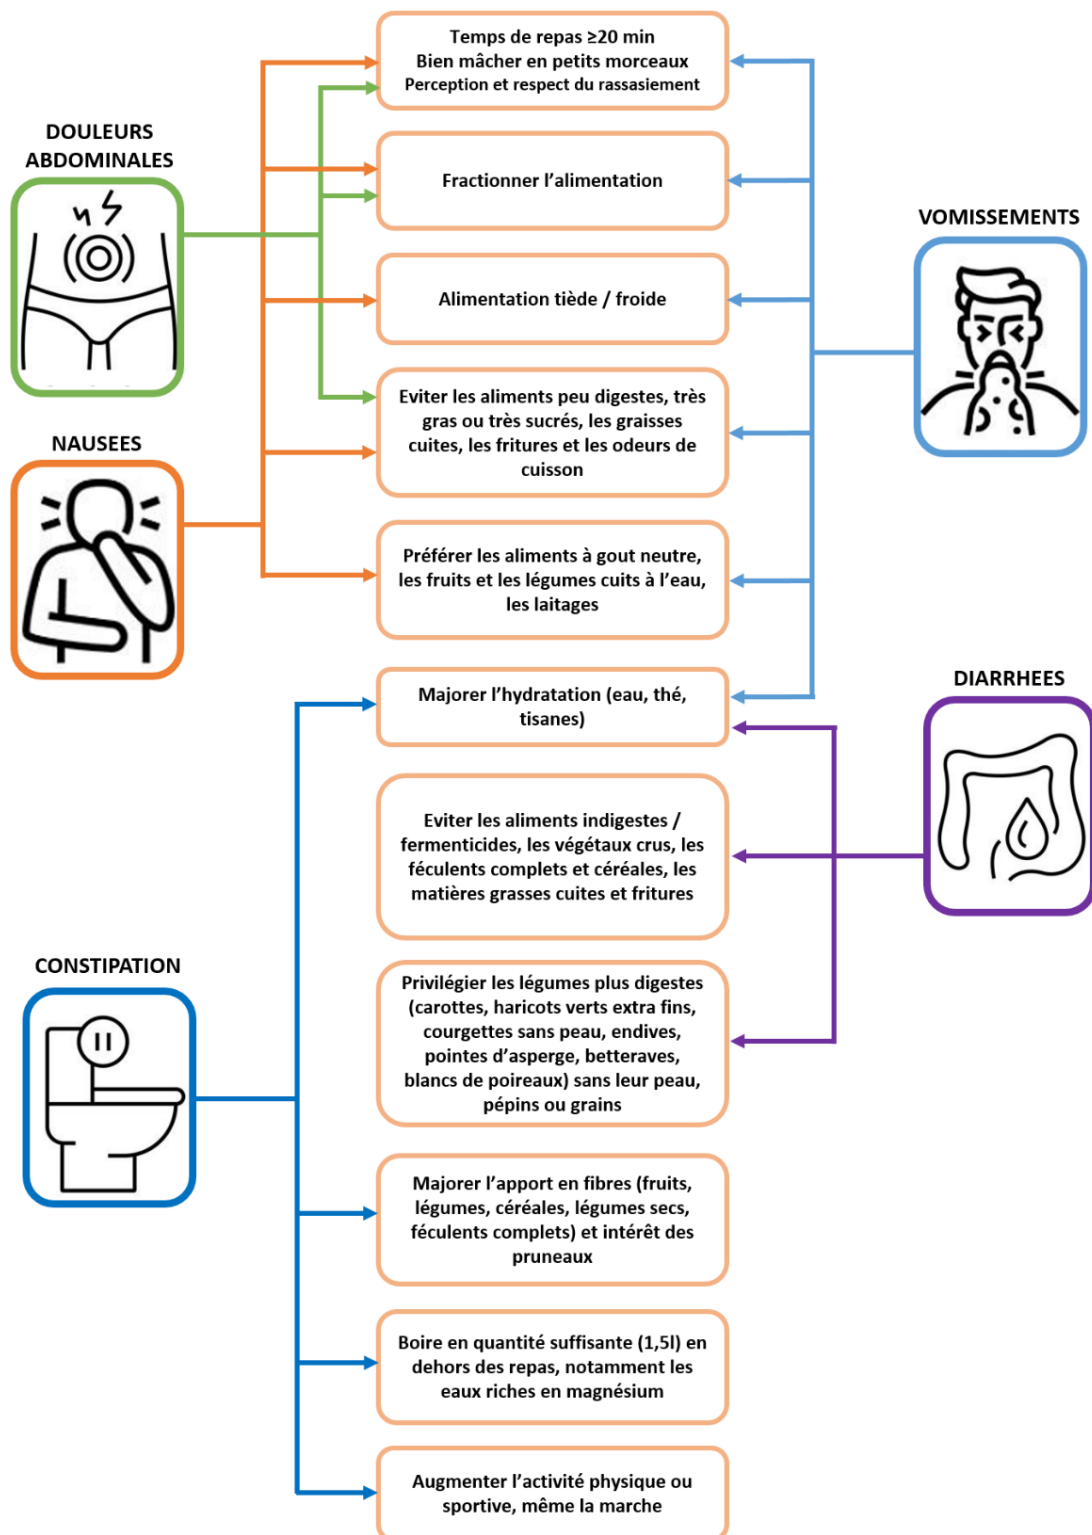 Temps de repas ≥20 min
Bien mâcher en petits morceaux
Perception et respect du rassasiement
DOULEURS
ABDOMINALES
Fractionner l’alimentation
VOMISSEMENTS
Alimentation tiède / froide
Eviter les aliments peu digestes, très
gras ou très sucrés, les graisses
cuites, les fritures et les odeurs de
cuisson
NAUSEES
Préférer les aliments à gout neutre,
les fruits et les légumes cuits à l’eau,
les laitages
Majorer l’hydratation (eau, thé,
tisanes)
DIARRHEES
Eviter les aliments indigestes /
fermenticides, les végétaux crus, les
féculents complets et céréales, les
matières grasses cuites et fritures
CONSTIPATION
Privilégier les légumes plus digestes
(carottes, haricots verts extra fins,
courgettes sans peau, endives,
pointes d’asperge, betteraves,
blancs de poireaux) sans leur peau,
pépins ou grains
Majorer l’apport en fibres (fruits,
légumes, céréales, légumes secs,
féculents complets) et intérêt des
pruneaux
Boire en quantité suffisante (1,5l) en
dehors des repas, notamment les
eaux riches en magnésium
Augmenter l’activité physique ou
sportive, même la marche